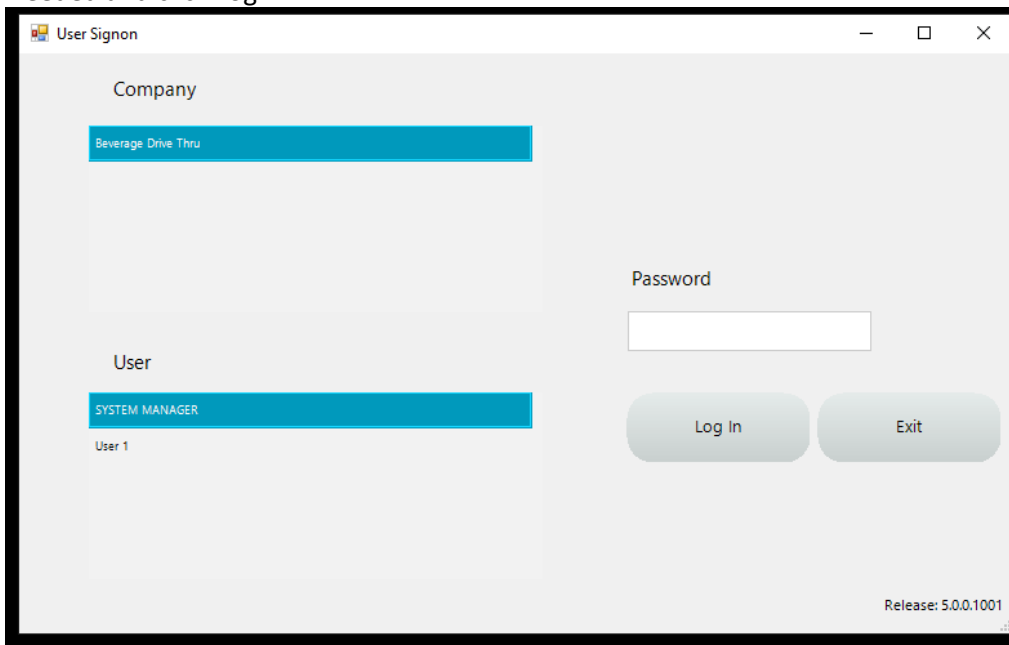 User Signon
Company
Beverage Drive Thru
Password
User
SYSTEM MANAGER
User 1
Log In
Exit
Release: 5.0.0.1001